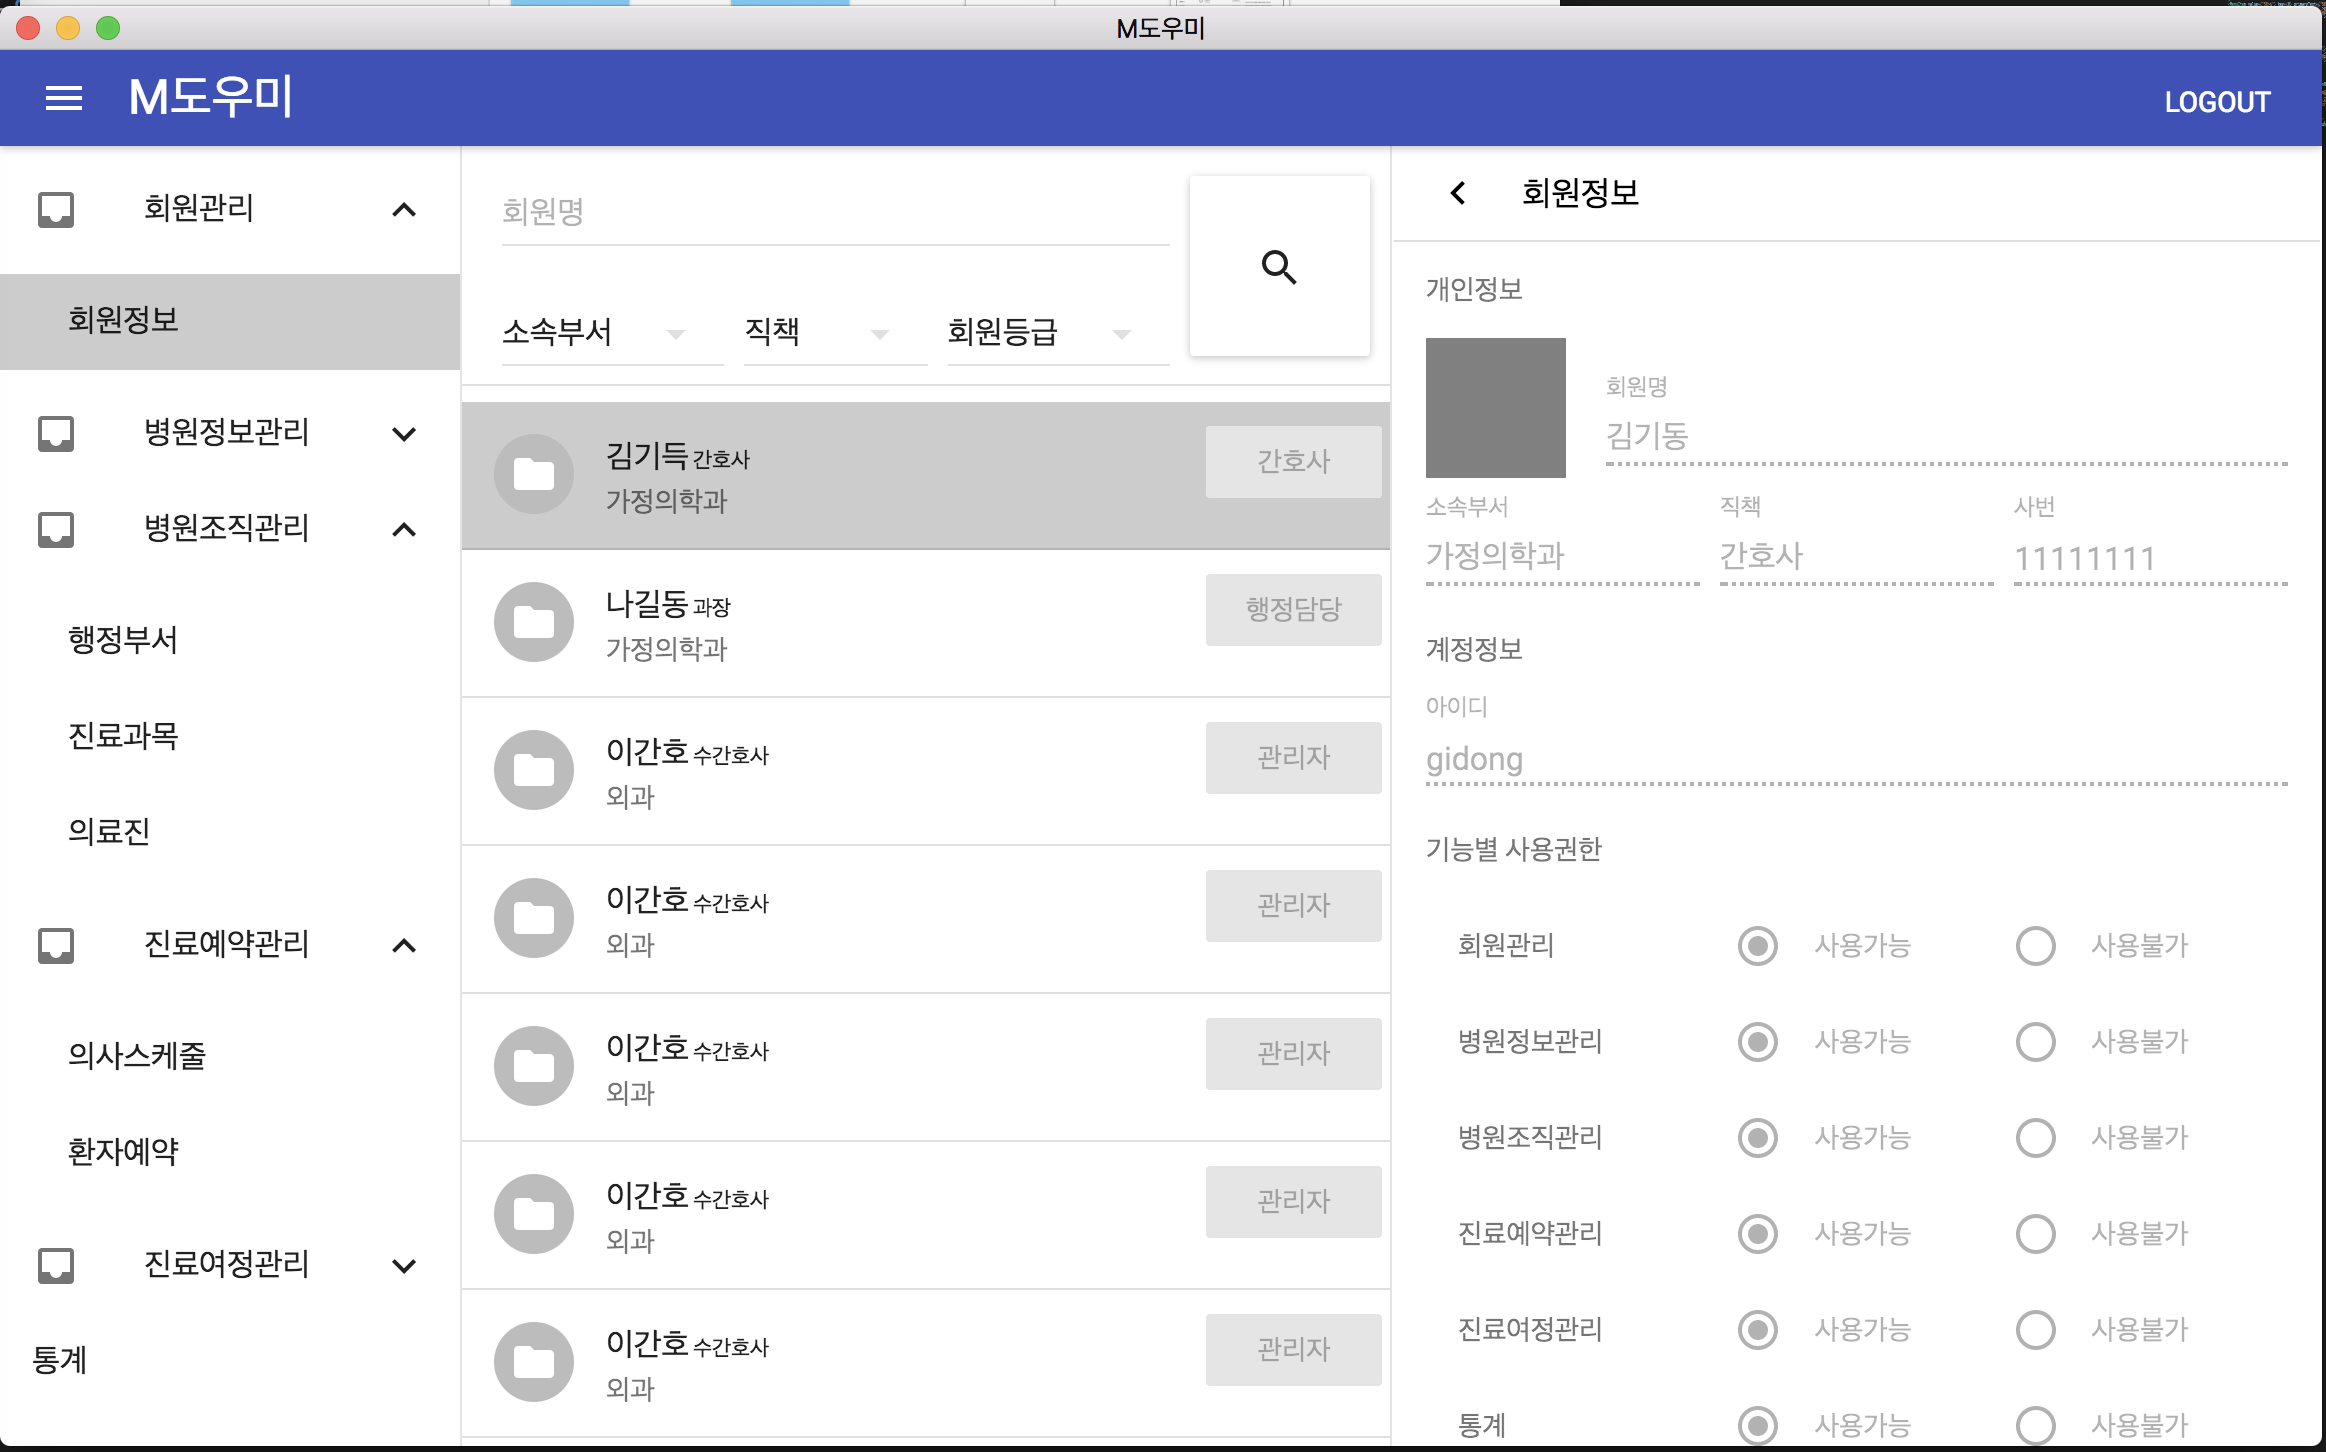 M도우미
M도우미
LOGOUT
회원관리
회원정보
병원정보관리
병원조직관리
행정부서
진료과목
의료진
진료예약관리
의사스케줄
환자예약
진료여정관리
통계
회원명
소속부서 직책 회원등급
김기득 간호사 간호사
가정의학과
나길동 과장 행정담당
가정의학과
이간호 수간호사 관리자
외과
이간호 수간호사 관리자
외과
이간호 수간호사 관리자
외과
이간호 수간호사 관리자
외과
이간호 수간호사 관리자
외과
회원정보
개인정보
회원명
김기동
소속부서 직책 사번
가정의학과 간호사 11111111
계정정보
아이디
gidong
기능별 사용권한
회원관리 사용가능 사용불가
병원정보관리 사용가능 사용불가
병원조직관리 사용가능 사용불가
진료예약관리 사용가능 사용불가
진료여정관리 사용가능 사용불가
통계 사용가능 사용불가